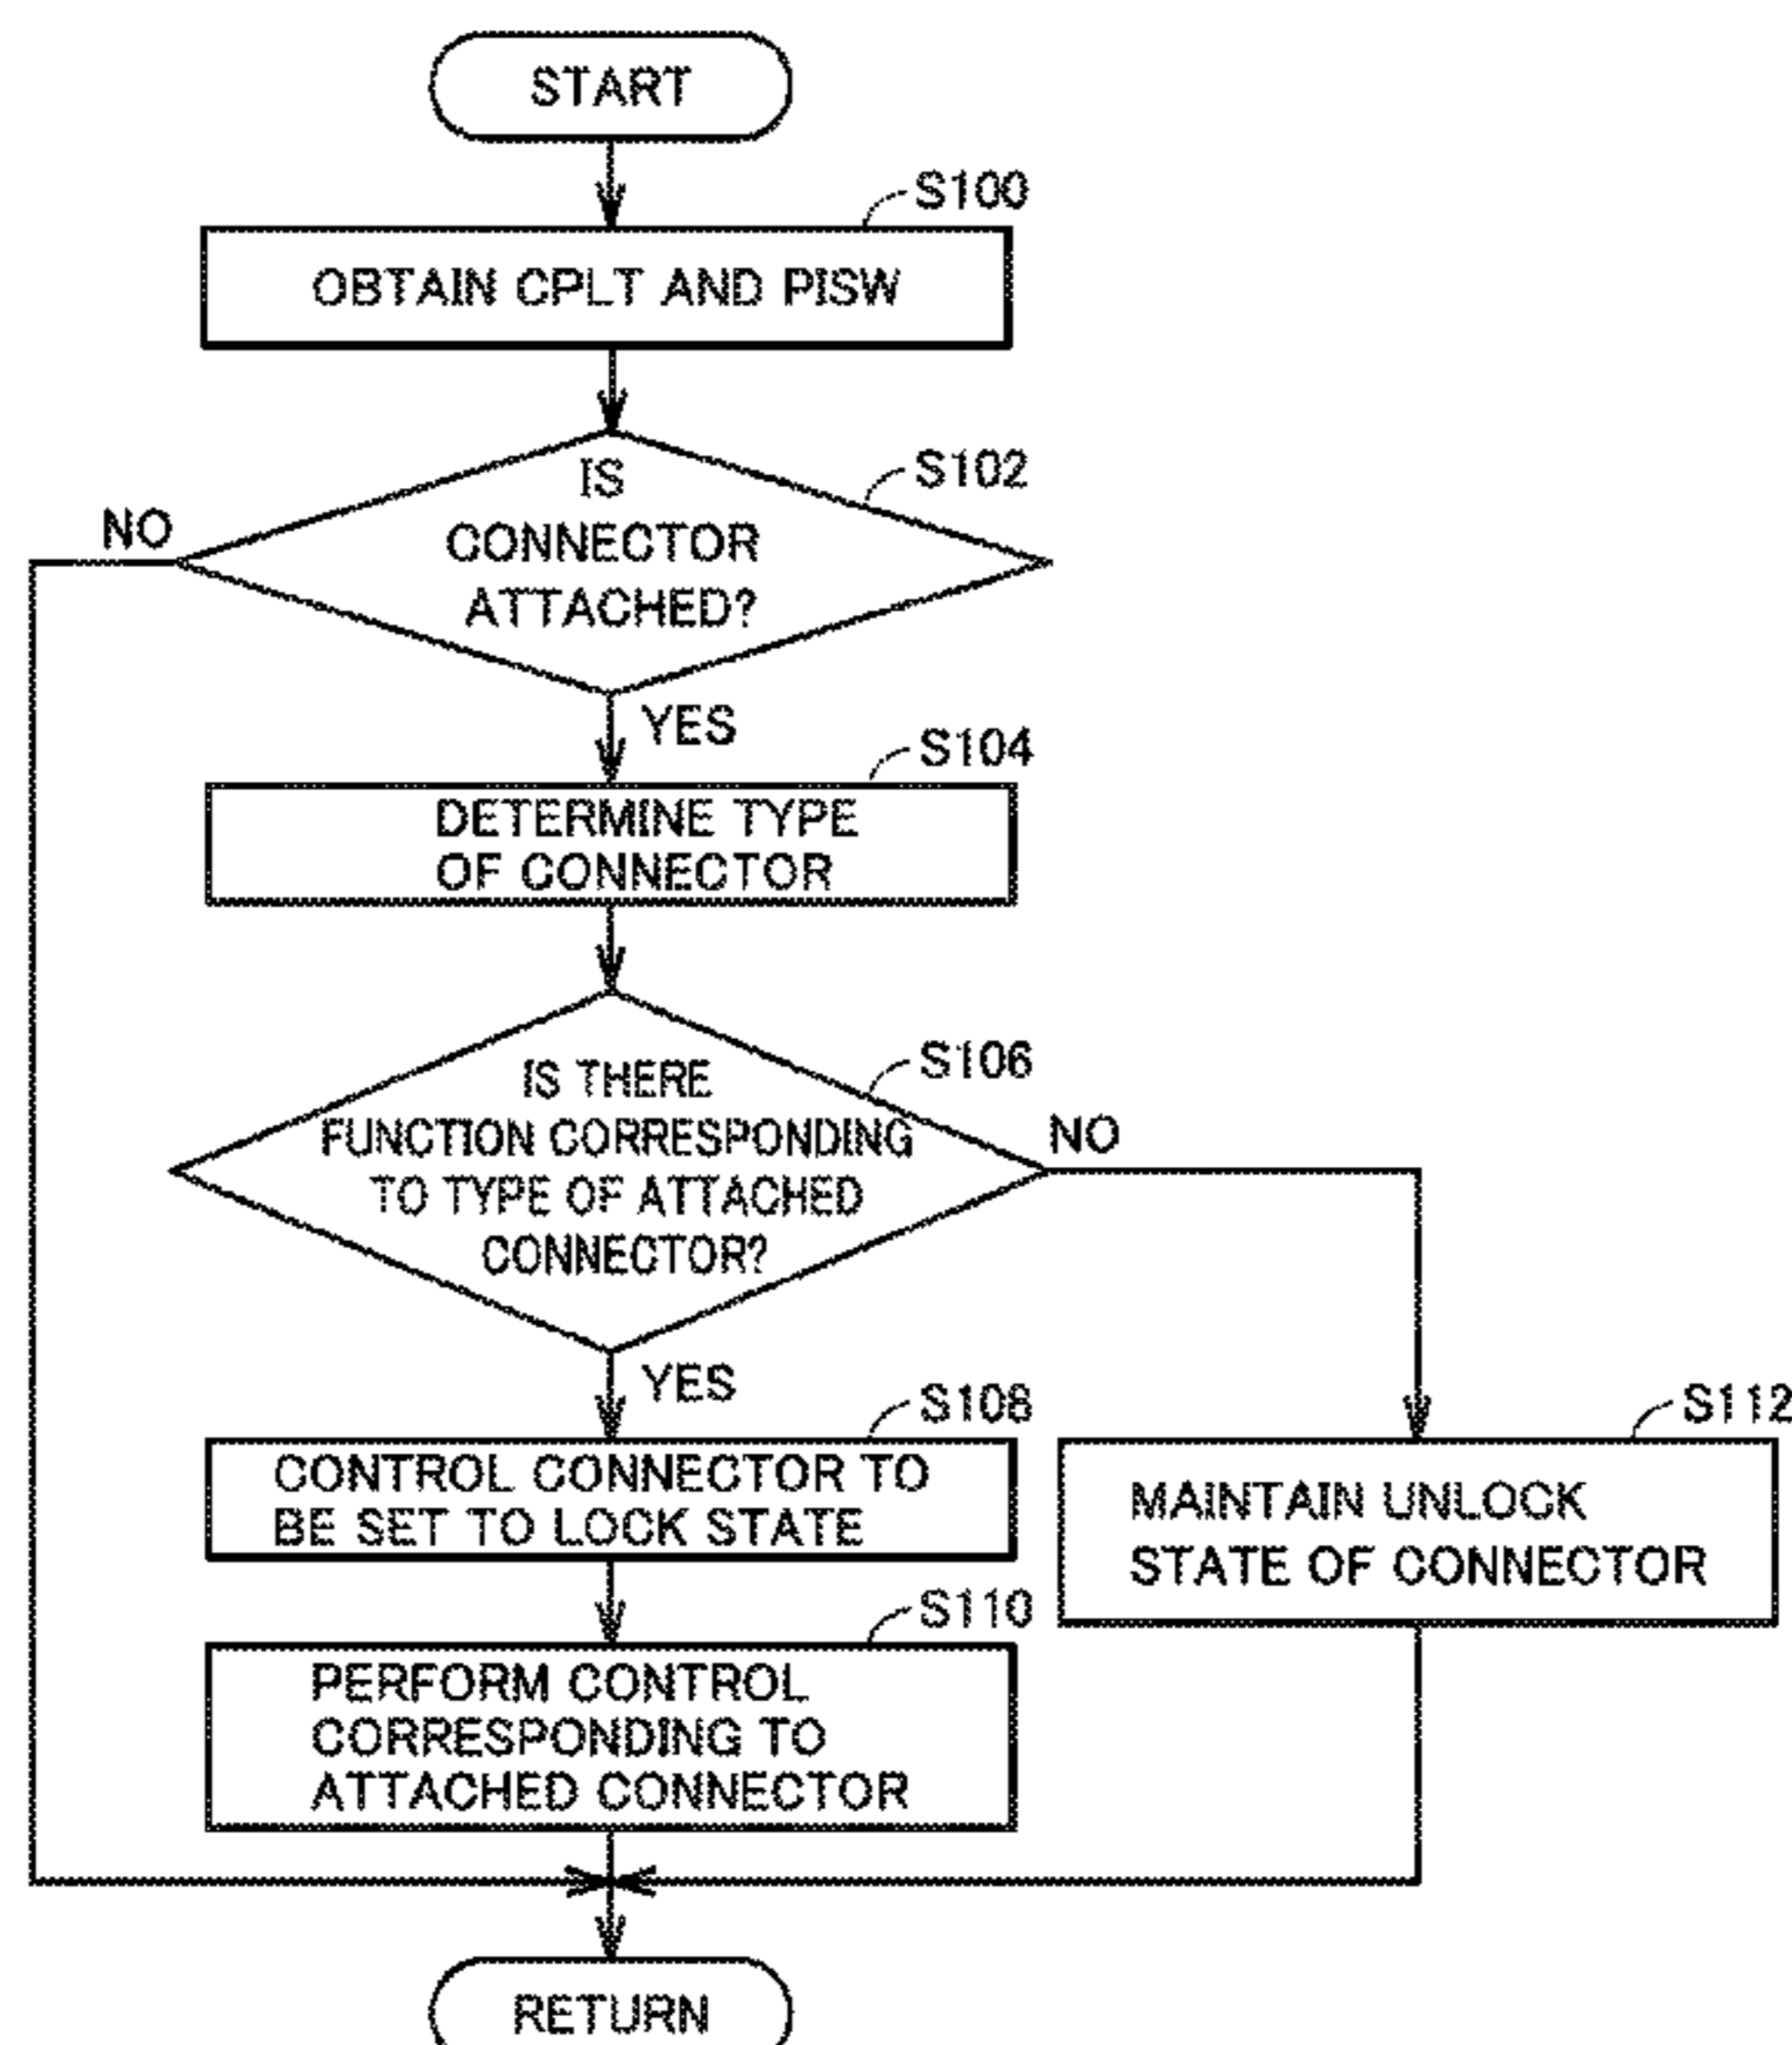 START
S100
OBTAIN CPLT AND PISW
S102
IS
CONNECTOR
ATTACHED?
NO
YES
S104
DETERMINE TYPE
OF CONNECTOR
S106
IS THERE
FUNCTION CORRESPONDING
TO TYPE OF ATTACHED
CONNECTOR?
NO
YES
S108
CONTROL CONNECTOR TO
BE SET TO LOCK STATE
S112
MAINTAIN UNLOCK
STATE OF CONNECTOR
S110
PERFORM CONTROL
CORRESPONDING TO
ATTACHED CONNECTOR
RETURN